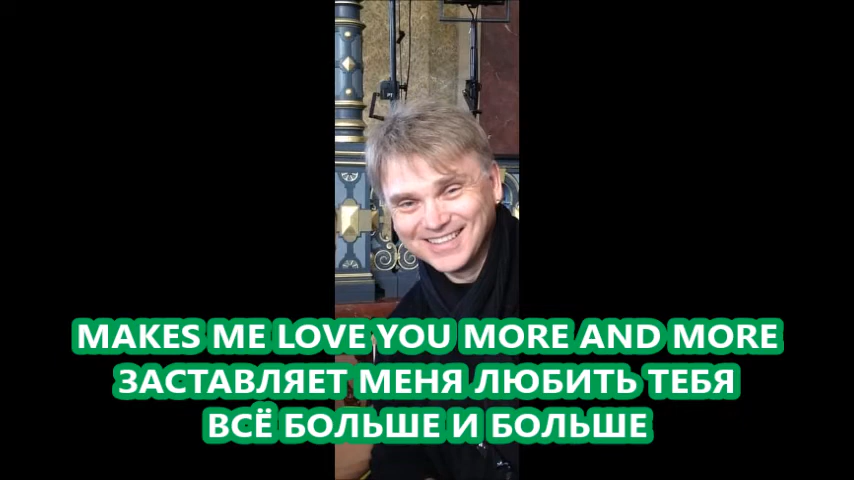 MAKES ME LOVE YOU MORE AND MORE
ЗАСТАВЛЯЕТ МЕНЯ ЛЮБИТЬ ТЕБЯ
ВСЁ БОЛЬШЕ И БОЛЬШЕ